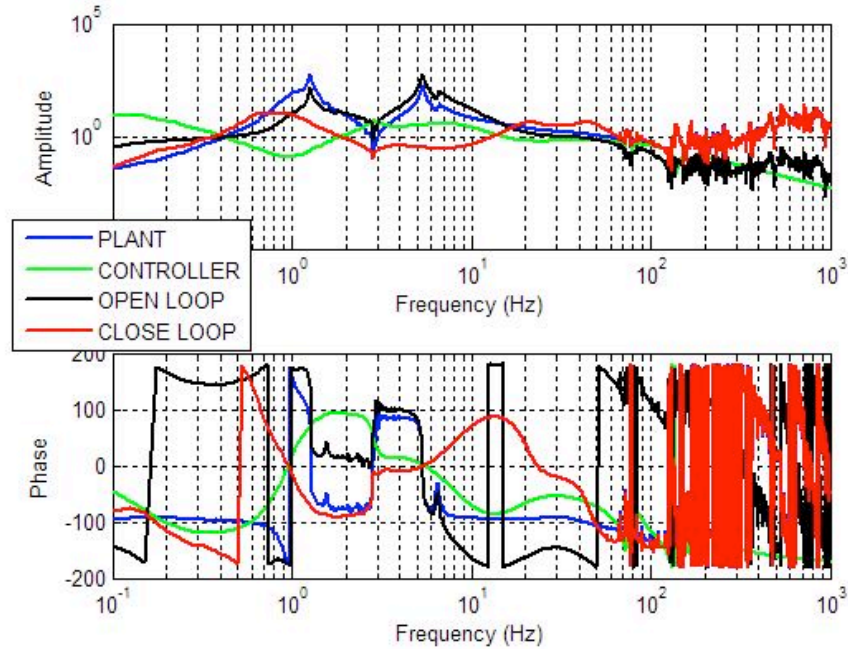 10^5
10^0
Amplitude
10^0
10^1
10^2
10^3
Frequency (Hz)
PLANT
CONTROLLER
OPEN LOOP
CLOSE LOOP
200
100
0
-100
-200
Phase
10^-1
10^0
10^1
10^2
10^3
Frequency (Hz)